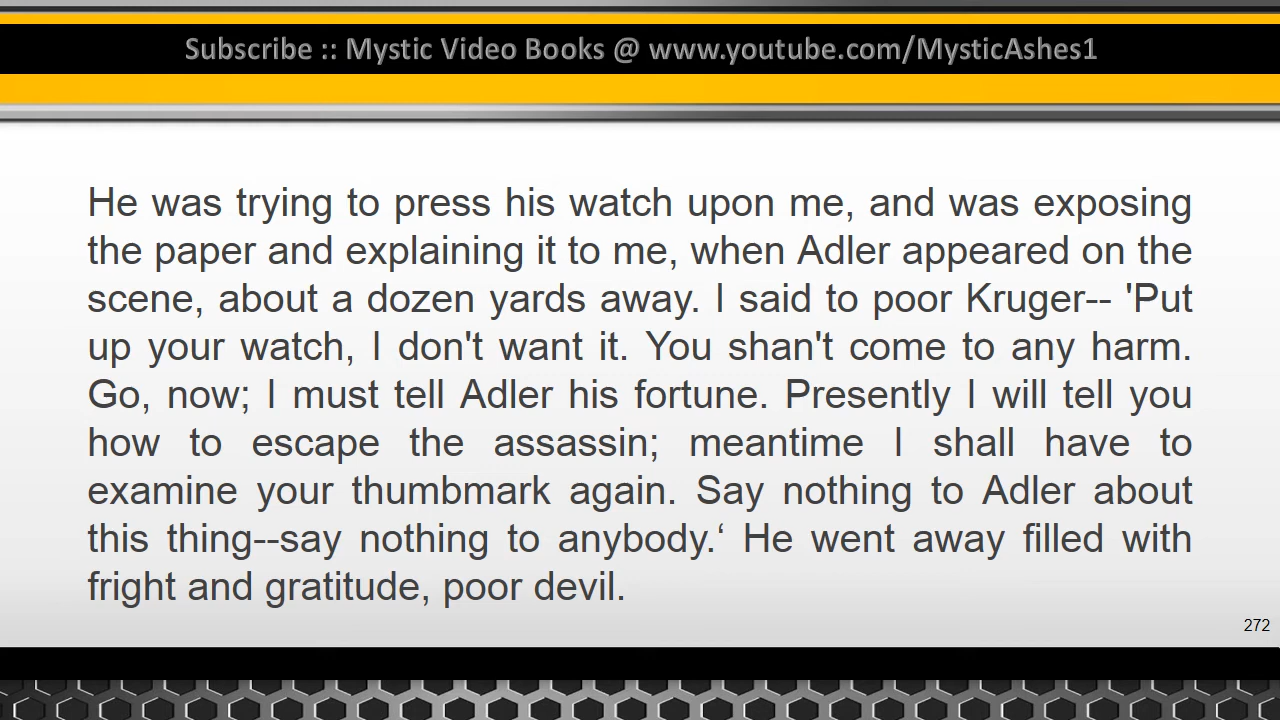 Subscribe :: Mystic Video Books @ www.youtube.com/MysticAshes1
He was trying to press his watch upon me, and was exposing
the paper and explaining it to me, when Adler appeared on the
scene, about a dozen yards away. I said to poor Kruger-- 'Put
up your watch, I don't want it. You shan't come to any harm.
Go, now; I must tell Adler his fortune. Presently I will tell you
how to escape the assassin; meantime I shall have to
examine your thumbmark again. Say nothing to Adler about
this thing--say nothing to anybody.‘ He went away filled with
fright and gratitude, poor devil.
272